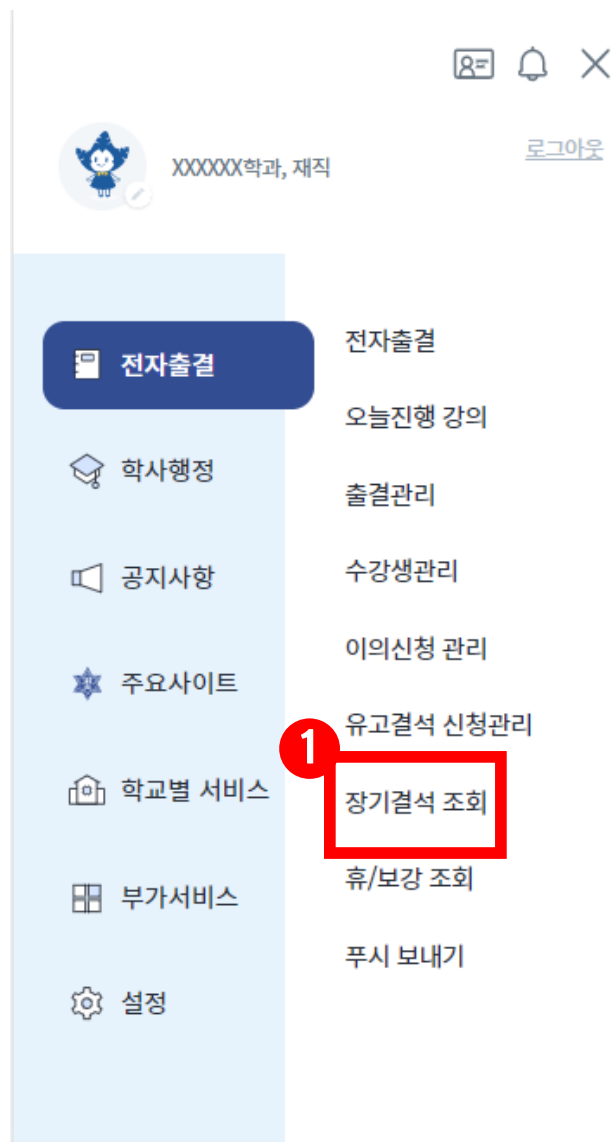 XXXXXX학과, 재직
로그아웃
전자출결
학사행정
공지사항
주요사이트
학교별 서비스
부가서비스
설정
전자출결
오늘진행 강의
출결관리
수강생관리
이의신청 관리
유고결석 신청관리
1
장기결석 조회
휴/보강 조회
푸시 보내기